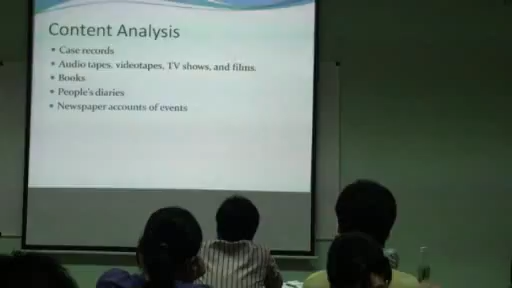 Content Analysis
• Case records
• Audio tapes, videotapes, TV shows, and films.
• Books
• People's diaries
• Newspaper accounts of events